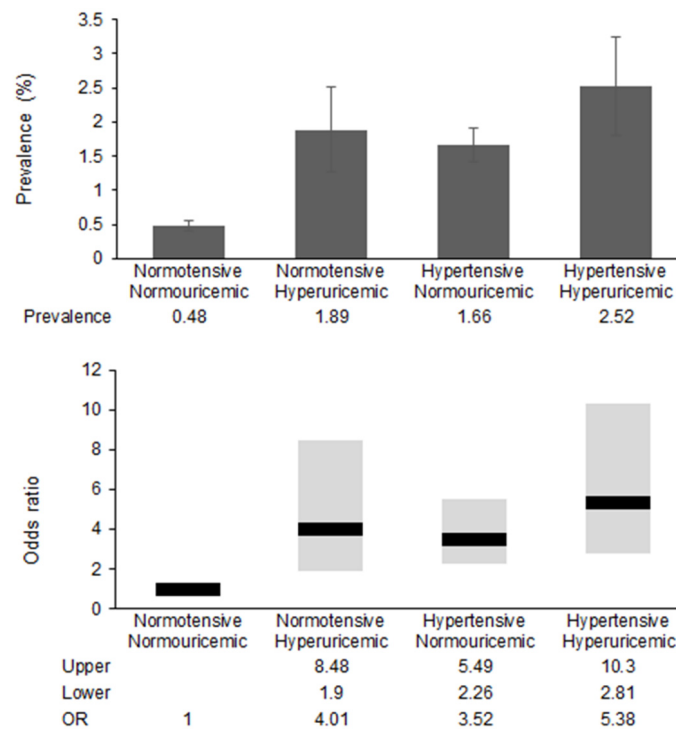 Prevalence (%)
3.5
3
2.5
2
1.5
1
0.5
0
Normotensive Normotensive Hypertensive Hypertensive
Normouricemic Hyperuricemic Normouricemic Hyperuricemic
Prevalence 0.48 1.89 1.66 2.52
Odds ratio
12
10
8
6
4
2
0
Normotensive Normotensive Hypertensive Hypertensive
Normouricemic Hyperuricemic Normouricemic Hyperuricemic
Upper 8.48 5.49 10.3
Lower 1.9 2.26 2.81
OR 1 4.01 3.52 5.38